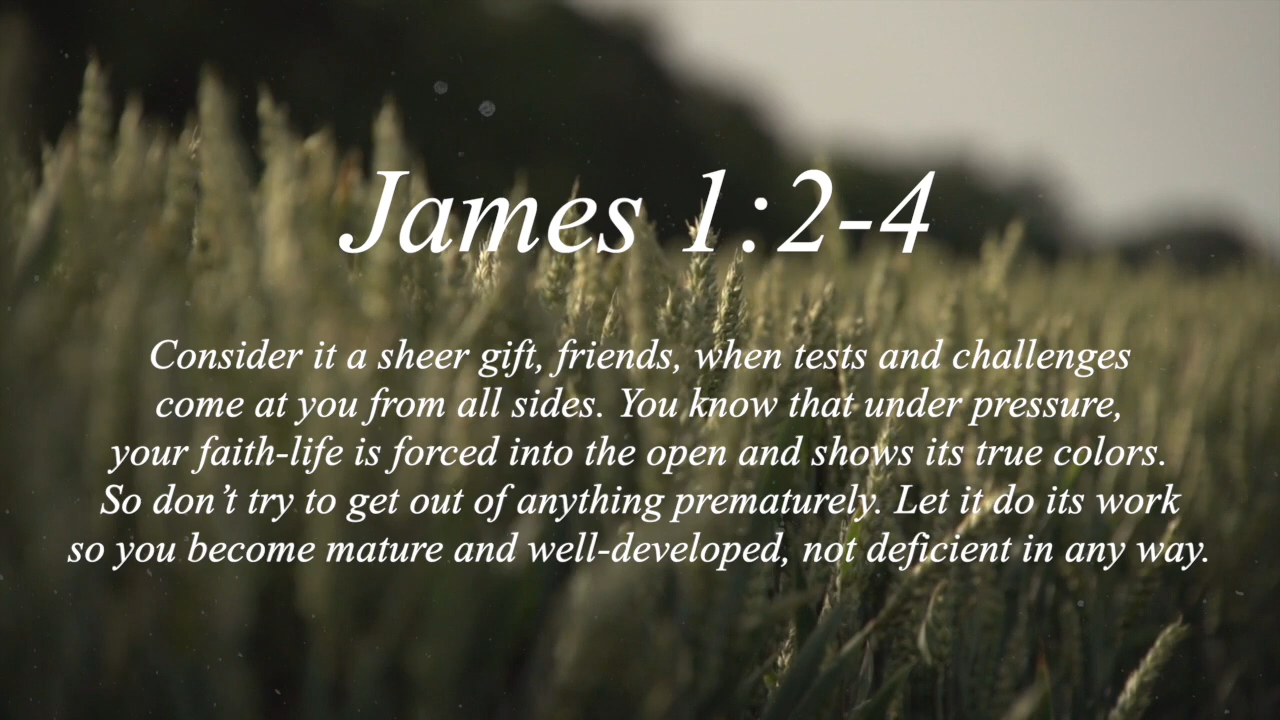 James 1:2-4
Consider it a sheer gift, friends, when tests and challenges
come at you from all sides. You know that under pressure,
your faith-life is forced into the open and shows its true colors.
So don’t try to get out of anything prematurely. Let it do its work
so you become mature and well-developed, not deficient in any way.